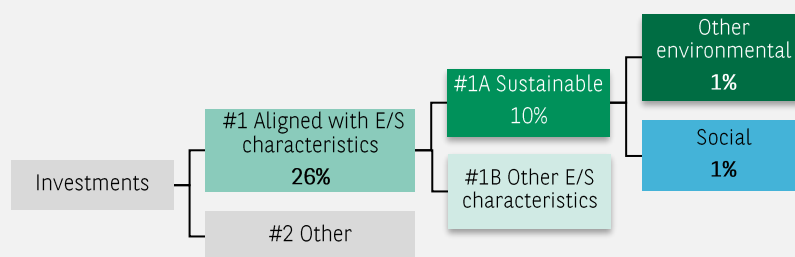 Investments
#1 Aligned with E/S
characteristics
26%
#2 Other
#1A Sustainable
10%
#1B Other E/S
characteristics
Other
environmental
1%
Social
1%